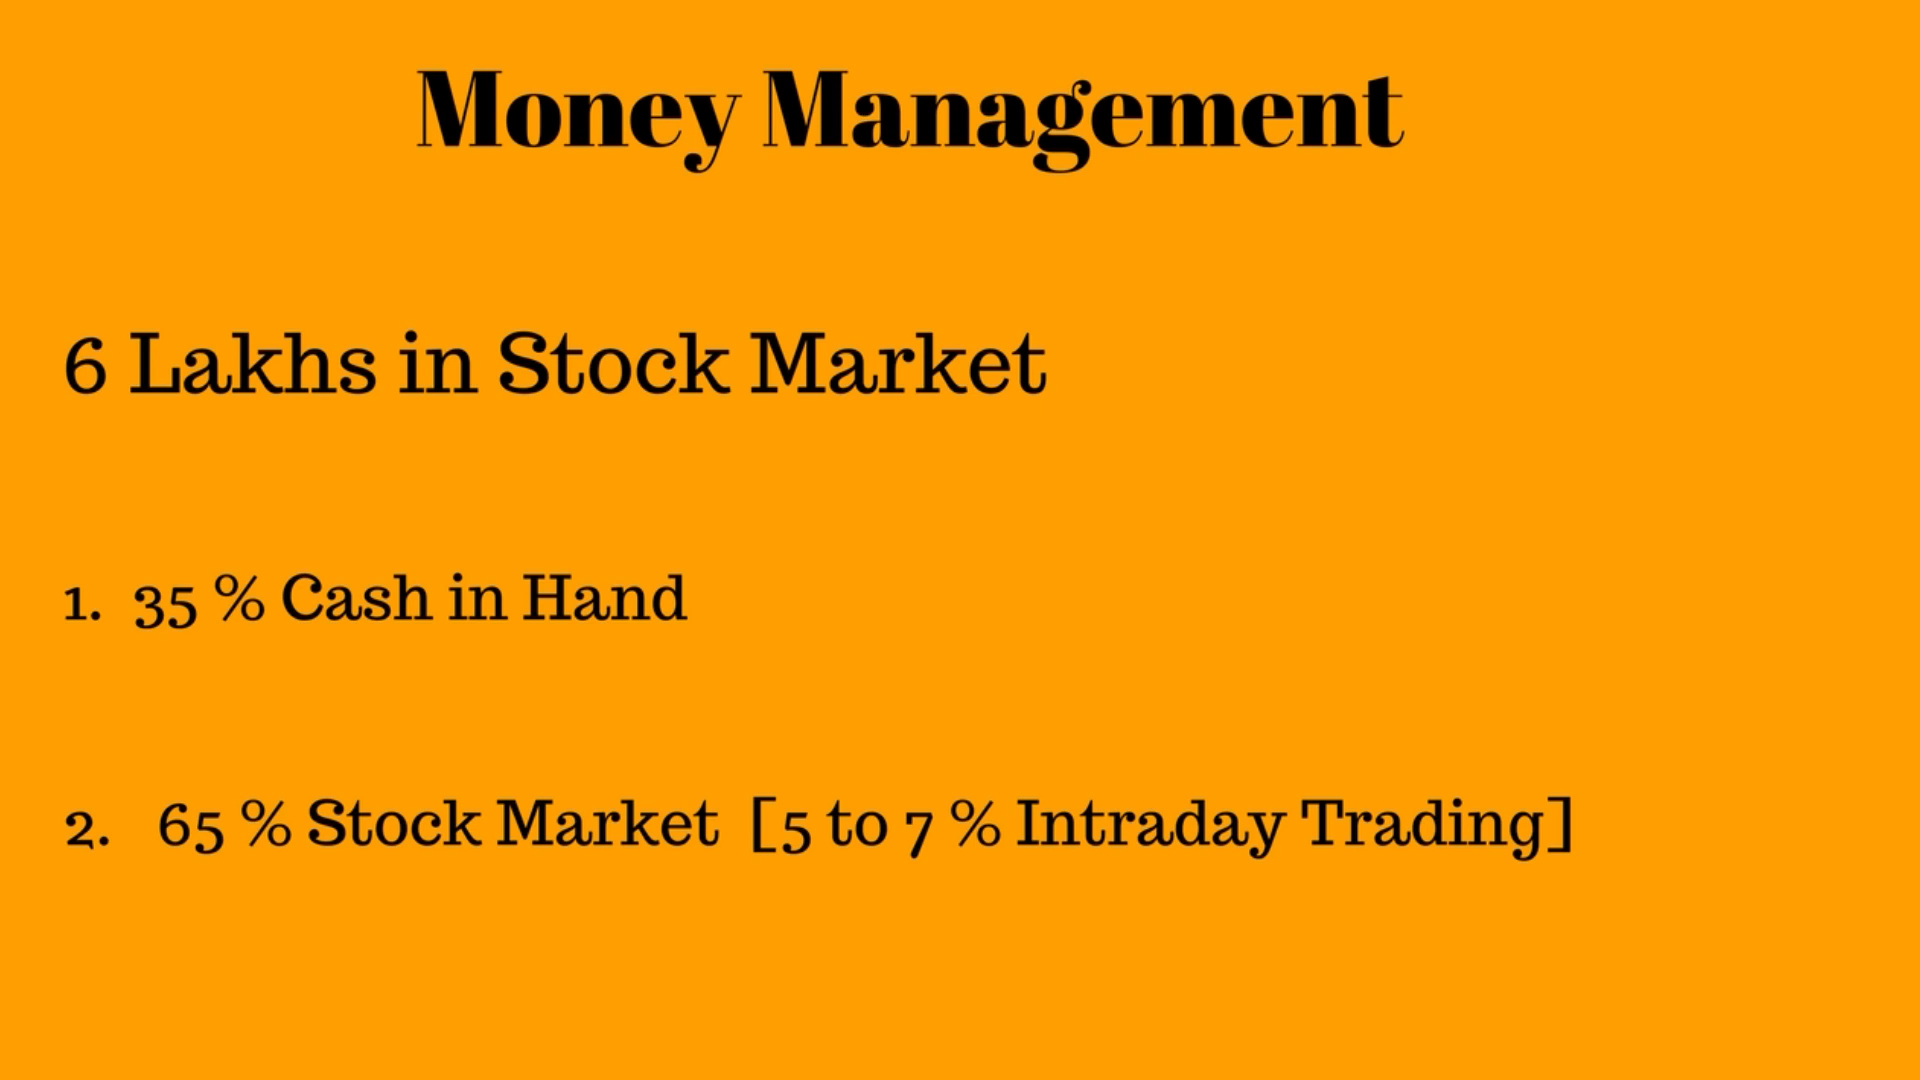 Money Management
6 Lakhs in Stock Market
1. 35 % Cash in Hand
2. 65 % Stock Market [5 to 7 % Intraday Trading]